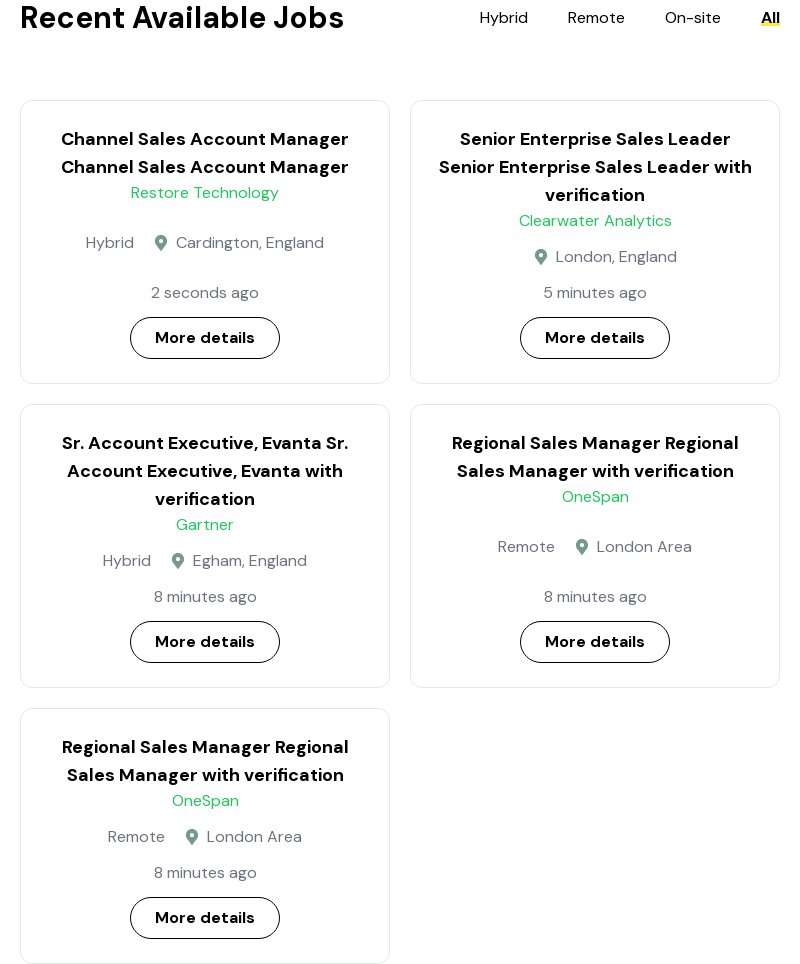 Recent Available Jobs
Hybrid Remote On-site All
Channel Sales Account Manager
Channel Sales Account Manager
Restore Technology
Hybrid Cardington, England
2 seconds ago
More details
Senior Enterprise Sales Leader
Senior Enterprise Sales Leader with
verification
Clearwater Analytics
London, England
5 minutes ago
More details
Sr. Account Executive, Evanta Sr.
Account Executive, Evanta with
verification
Gartner
Hybrid Egham, England
8 minutes ago
More details
Regional Sales Manager Regional
Sales Manager with verification
OneSpan
Remote London Area
8 minutes ago
More details
Regional Sales Manager Regional
Sales Manager with verification
OneSpan
Remote London Area
8 minutes ago
More details